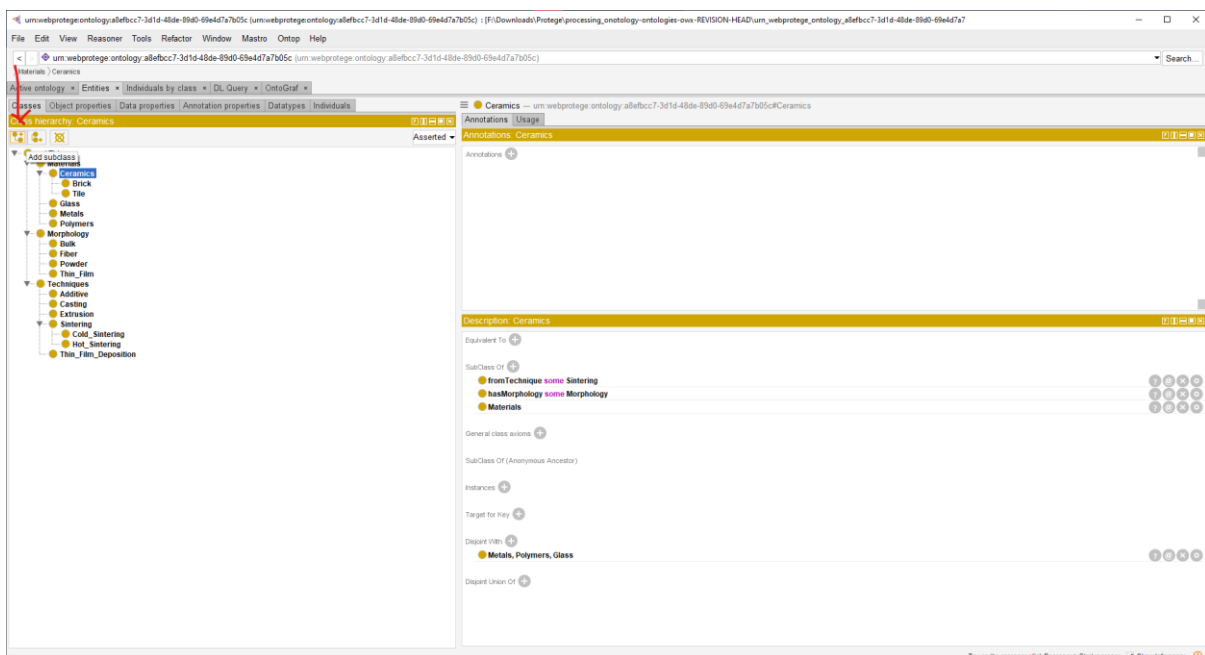 urn:webprotege:ontology:a8efbcc7-3d1d-48de-89d0-69e4d7a7b05c (urn:webprotege:ontology:a8efbcc7-3d1d-48de-89d0-69e4d7a7b05c) : [F:\Downloads\Protege\processing_onotology-ontologies-owx-REVISION-HEAD\urn_webprotege_ontology_a8efbcc7-3d1d-48de-89d0-69e4d7a7
File Edit View Reasoner Tools Refactor Window Mastro Ontop Help
< > urn:webprotege:ontology:a8efbcc7-3d1d-48de-89d0-69e4d7a7b05c (urn:webprotege:ontology:a8efbcc7-3d1d-48de-89d0-69e4d7a7b05c) Search...
Materials Ceramics
Active ontology × Entities × Individuals by class × DL Query × OntoGraf ×
Classes Object properties Data properties Annotation properties Datatypes Individuals
Class hierarchy: Ceramics
Asserted
Add subclass
Materials
Ceramics
Brick
Tile
Glass
Metals
Polymers
Morphology
Bulk
Fiber
Powder
Thin_Film
Techniques
Additive
Casting
Extrusion
Sintering
Cold_Sintering
Hot_Sintering
Thin_Film_Deposition
Ceramics — urn:webprotege:ontology:a8efbcc7-3d1d-48de-89d0-69e4d7a7b05c#Ceramics
Annotations Usage
Annotations: Ceramics
Annotations
Description: Ceramics
Equivalent To
SubClass Of
fromTechnique some Sintering
hasMorphology some Morphology
Materials
General class axioms
SubClass Of (Anonymous Ancestor)
Instances
Target for Key
Disjoint With
Metals, Polymers, Glass
Disjoint Union Of